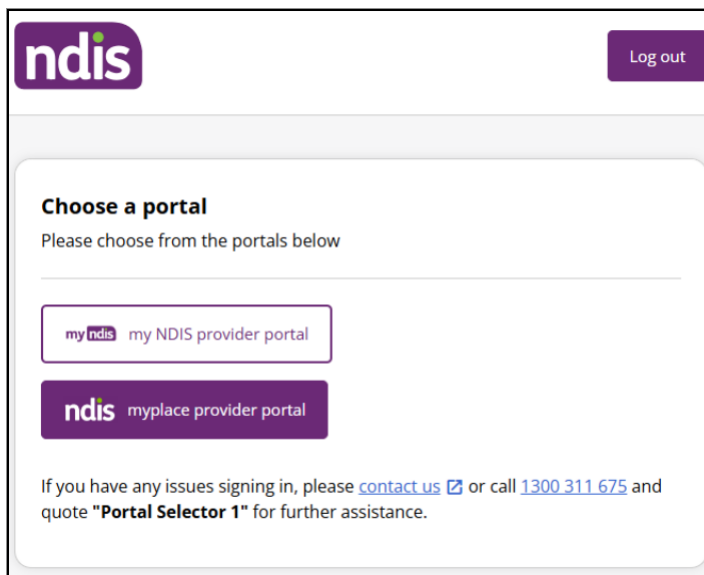 ndis
Log out
Choose a portal
Please choose from the portals below
my ndis my NDIS provider portal
ndis myplace provider portal
If you have any issues signing in, please contact us or call 1300 311 675 and
quote "Portal Selector 1" for further assistance.